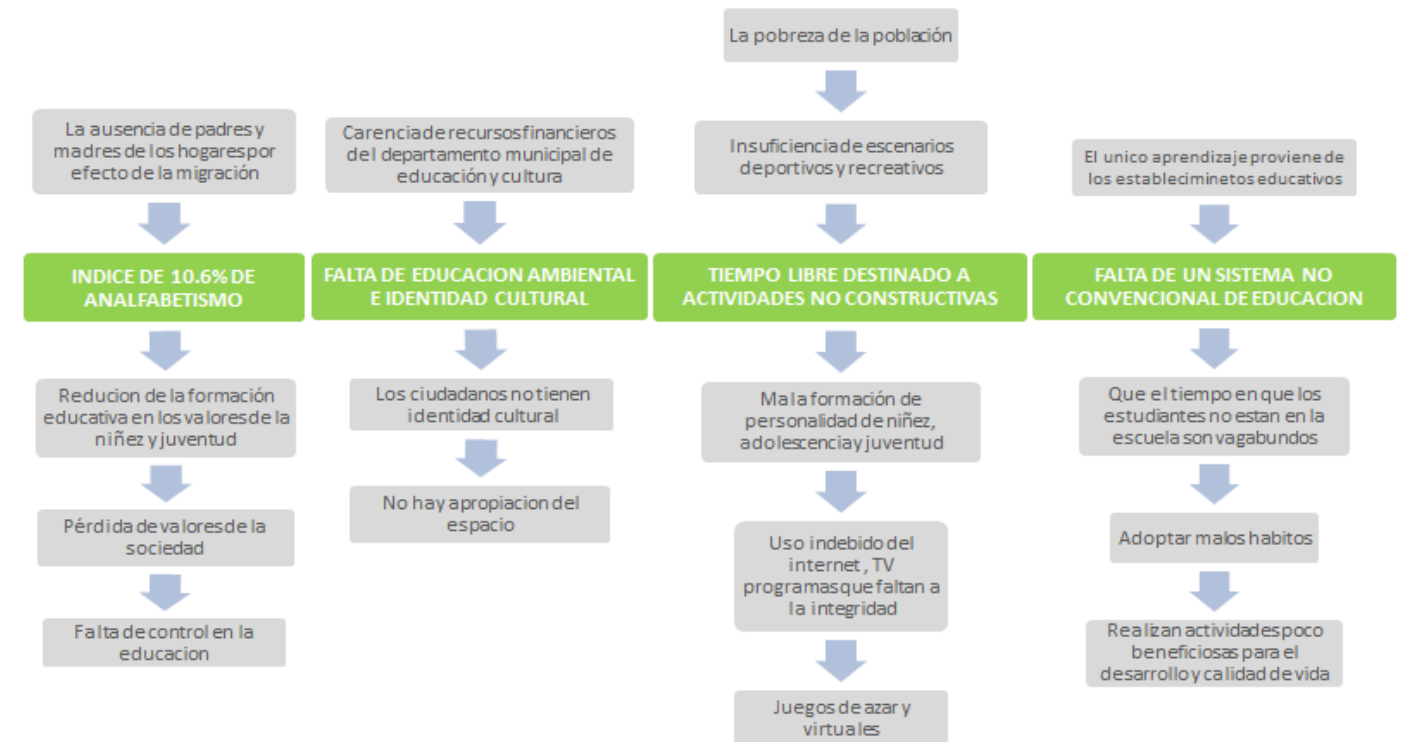 La pobreza de la población
La ausencia de padres y
madres de los hogares por
efecto de la migración
Carencia de recursos financieros
del departamento municipal de
educación y cultura
Insuficiencia de escenarios
deportivos y recreativos
El unico aprendizaje proviene de
los estableciminetos educativos
INDICE DE 10.6% DE
ANALFABETISMO
FALTA DE EDUCACION AMBIENTAL
E IDENTIDAD CULTURAL
TIEMPO LIBRE DESTINADO A
ACTIVIDADES NO CONSTRUCTIVAS
FALTA DE UN SISTEMA NO
CONVENCIONAL DE EDUCACION
Reducion de la formación
educativa en los valores de la
niñez y juventud
Los ciudadanos no tienen
identidad cultural
Mala formación de
personalidad de niñez,
adolescencia y juventud
Que el tiempo en que los
estudiantes no estan en la
escuela son vagabundos
Pérdida de valores de la
sociedad
No hay apropiacion del
espacio
Uso indebido del
internet, TV
programas que faltan a
la integridad
Adoptar malos habitos
Falta de control en la
educacion
Realizan actividades poco
beneficiosas para el
desarrollo y calidad de vida
Juegos de azar y
virtuales